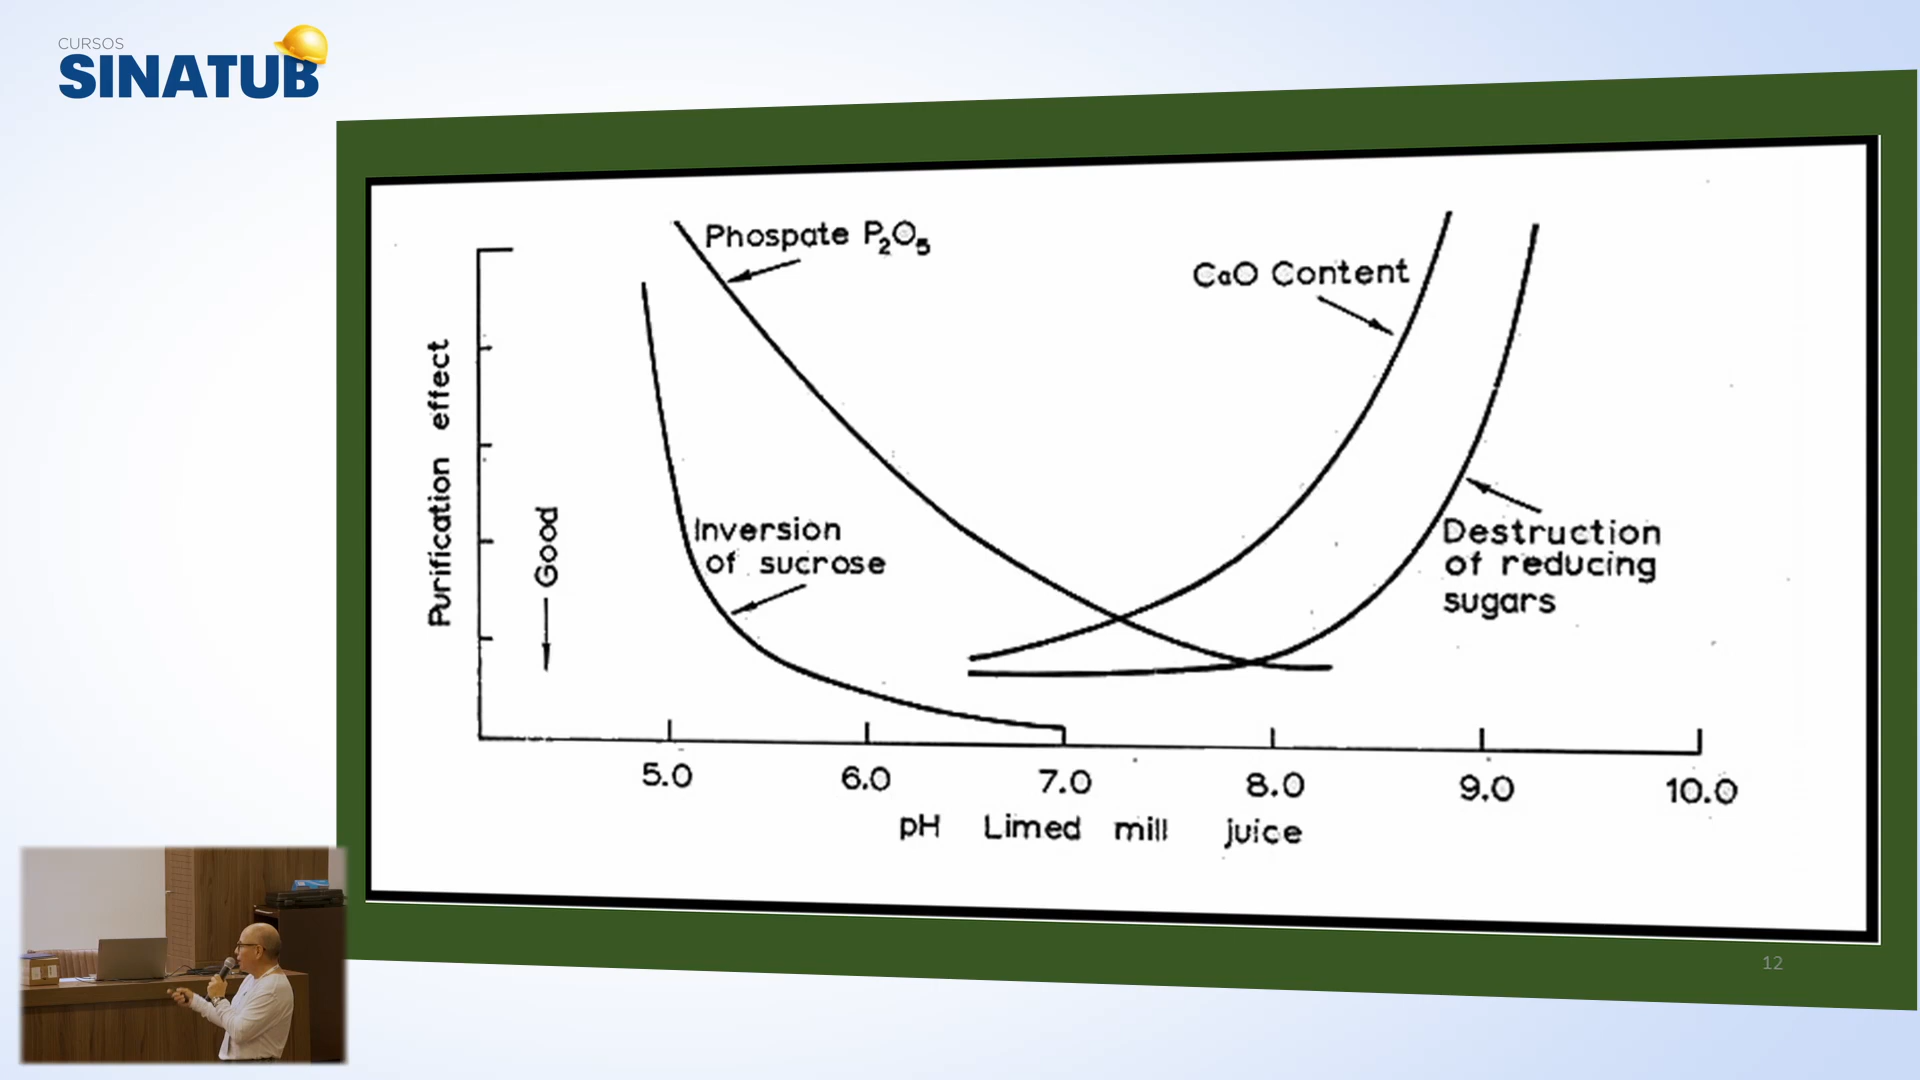 CURSOS
SINATUB
Phospate P₂O₅
CaO Content
Purification effect
Good
Inversion
of sucrose
Destruction
of reducing
sugars
5.0 6.0 7.0 8.0 9.0 10.0
pH Limed mill juice
12